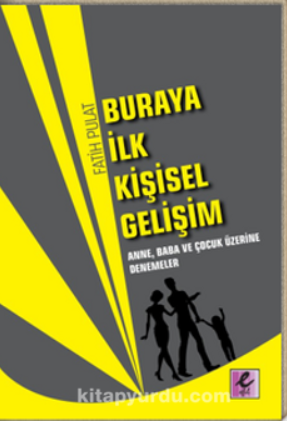 FATİH PULAT
BURAYA
İLK
KİŞİSEL
GELİŞİM
ANNE, BABA VE ÇOCUK ÜZERİNE
DENEMELER
kitapyurdu.com